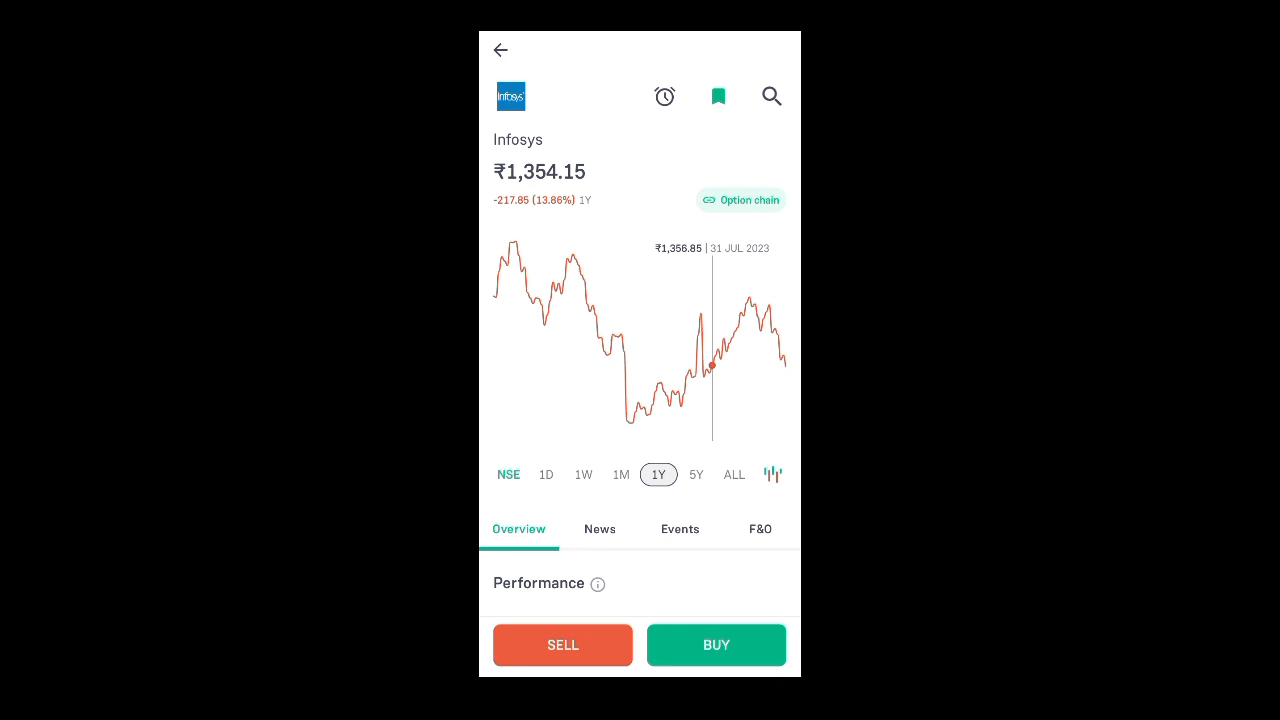 Infosys
Infosys
₹1,354.15
-217.85 (13.86%) 1Y
Option chain
₹1,356.85 | 31 JUL 2023
NSE 1D 1W 1M 1Y 5Y ALL
Overview News Events F&O
Performance
SELL BUY